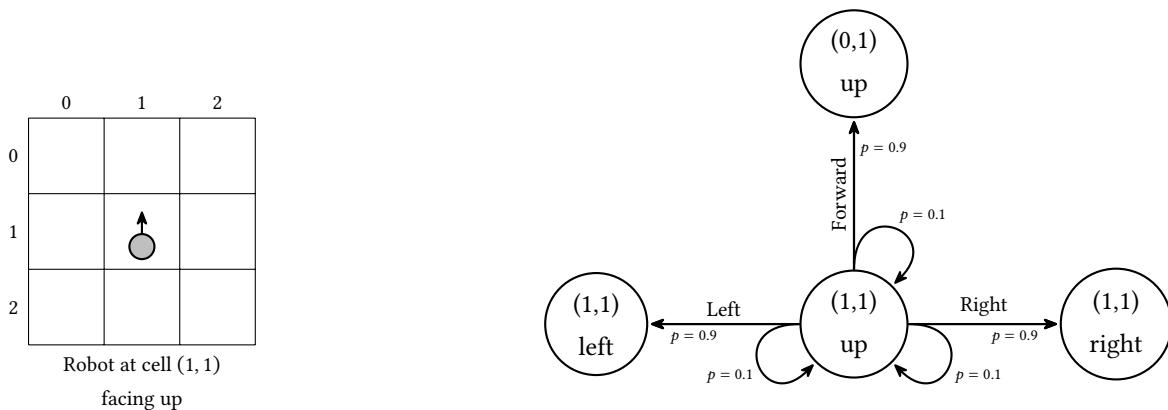 0 1 2
0
1
2
Robot at cell (1, 1)
facing up
(0,1)
up
p = 0.9
Forward
p = 0.1
(1,1)
left
Left
p = 0.9
p = 0.1
(1,1)
up
Right
p = 0.9
p = 0.1
(1,1)
right